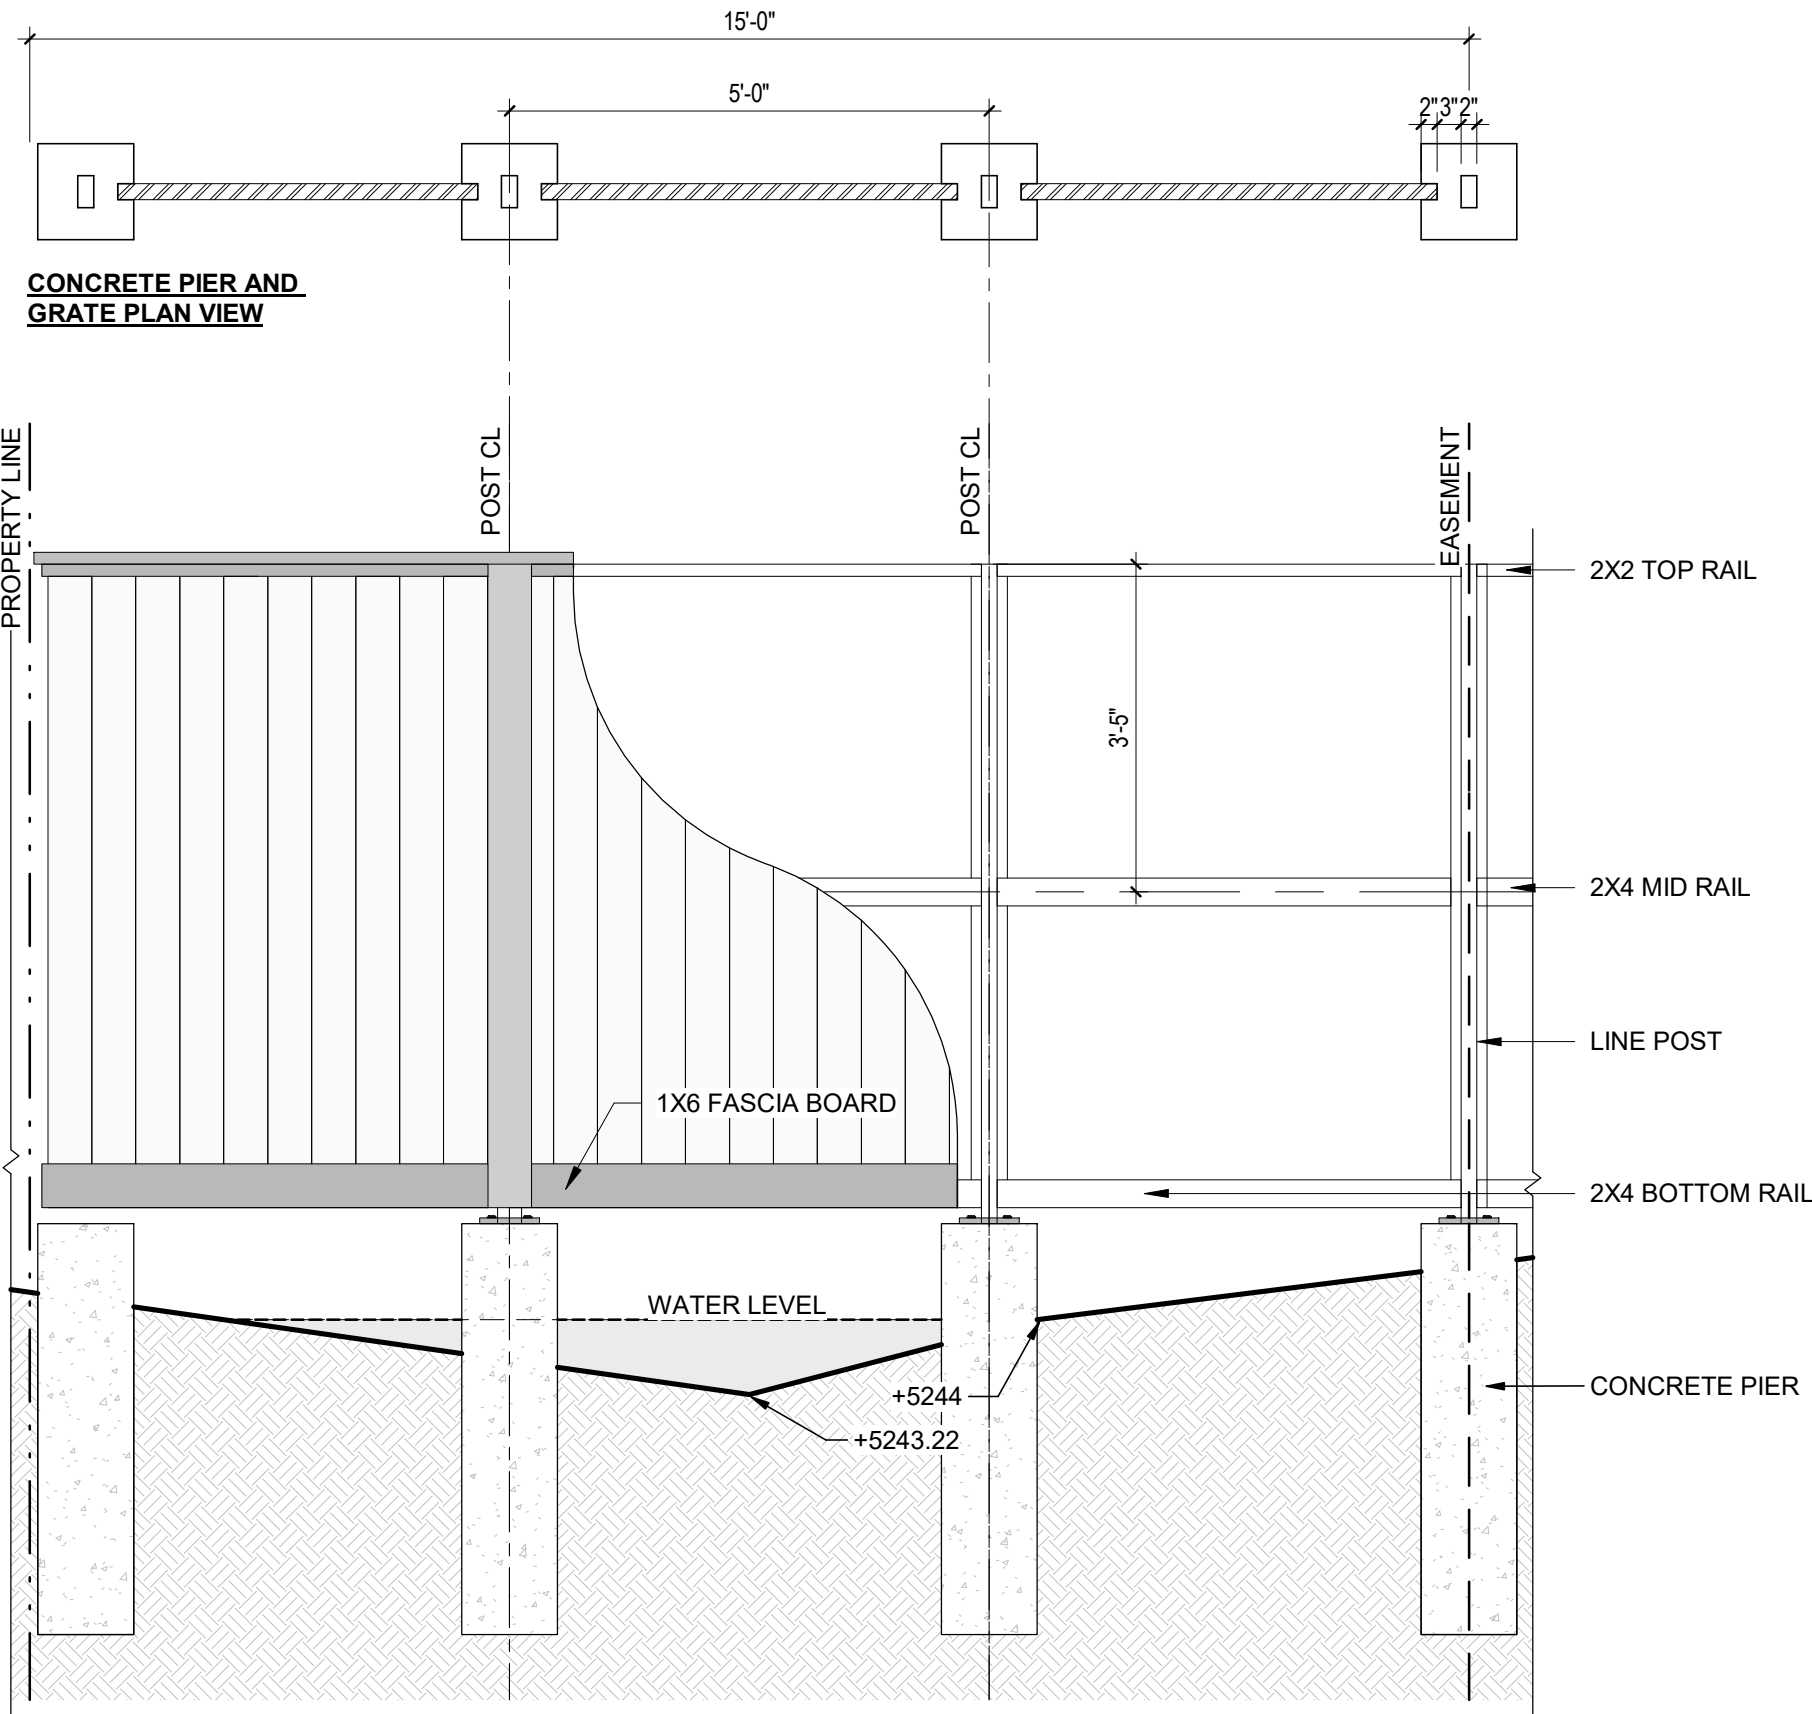 15'-0"
5'-0"
2"3"2"
CONCRETE PIER AND
GRATE PLAN VIEW
PROPERTY LINE
POST CL
POST CL
EASEMENT
2X2 TOP RAIL
3'-5"
2X4 MID RAIL
LINE POST
1X6 FASCIA BOARD
2X4 BOTTOM RAIL
WATER LEVEL
+5244
CONCRETE PIER
+5243.22